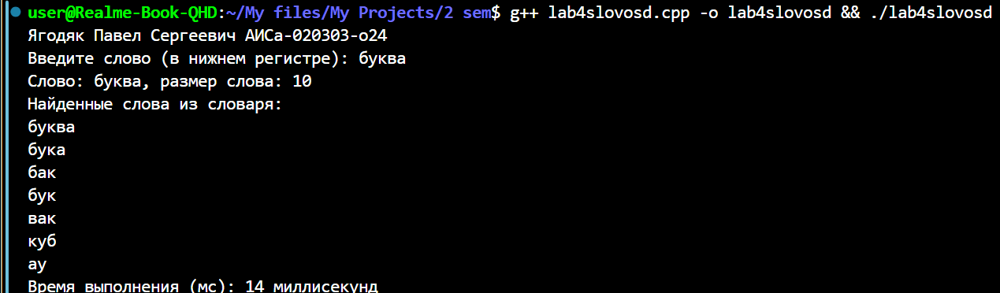 user@Realme-Book-QHD:~/My files/My Projects/2 sem$ g++ lab4slovosd.cpp -o lab4slovosd && ./lab4slovosd
Ягодяк Павел Сергеевич АИСа-020303-о24
Введите слово (в нижнем регистре): буква
Слово: буква, размер слова: 10
Найденные слова из словаря:
буква
бука
бак
бук
вак
куб
ау
Время выполнения (мс): 14 миллисекунд